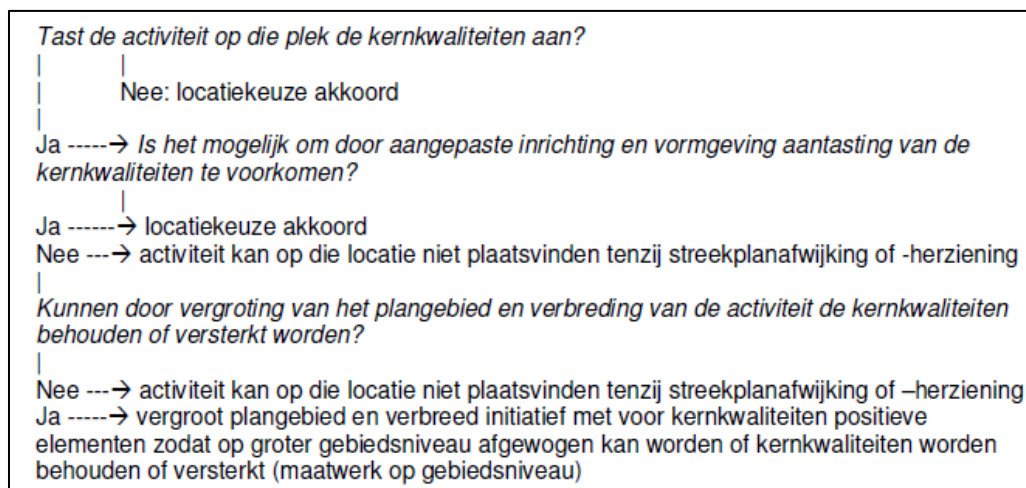 Tast de activiteit op die plek de kernkwaliteiten aan?
| |
| Nee: locatiekeuze akkoord
|
Ja -----→ Is het mogelijk om door aangepaste inrichting en vormgeving aantasting van de
kernkwaliteiten te voorkomen?
|
Ja ------→ locatiekeuze akkoord
Nee ---→ activiteit kan op die locatie niet plaatsvinden tenzij streekplanafwijking of -herziening
|
Kunnen door vergroting van het plangebied en verbreding van de activiteit de kernkwaliteiten
behouden of versterkt worden?
|
Nee ---→ activiteit kan op die locatie niet plaatsvinden tenzij streekplanafwijking of –herziening
Ja -----→ vergroot plangebied en verbreed initiatief met voor kernkwaliteiten positieve
elementen zodat op groter gebiedsniveau afgewogen kan worden of kernkwaliteiten worden
behouden of versterkt (maatwerk op gebiedsniveau)